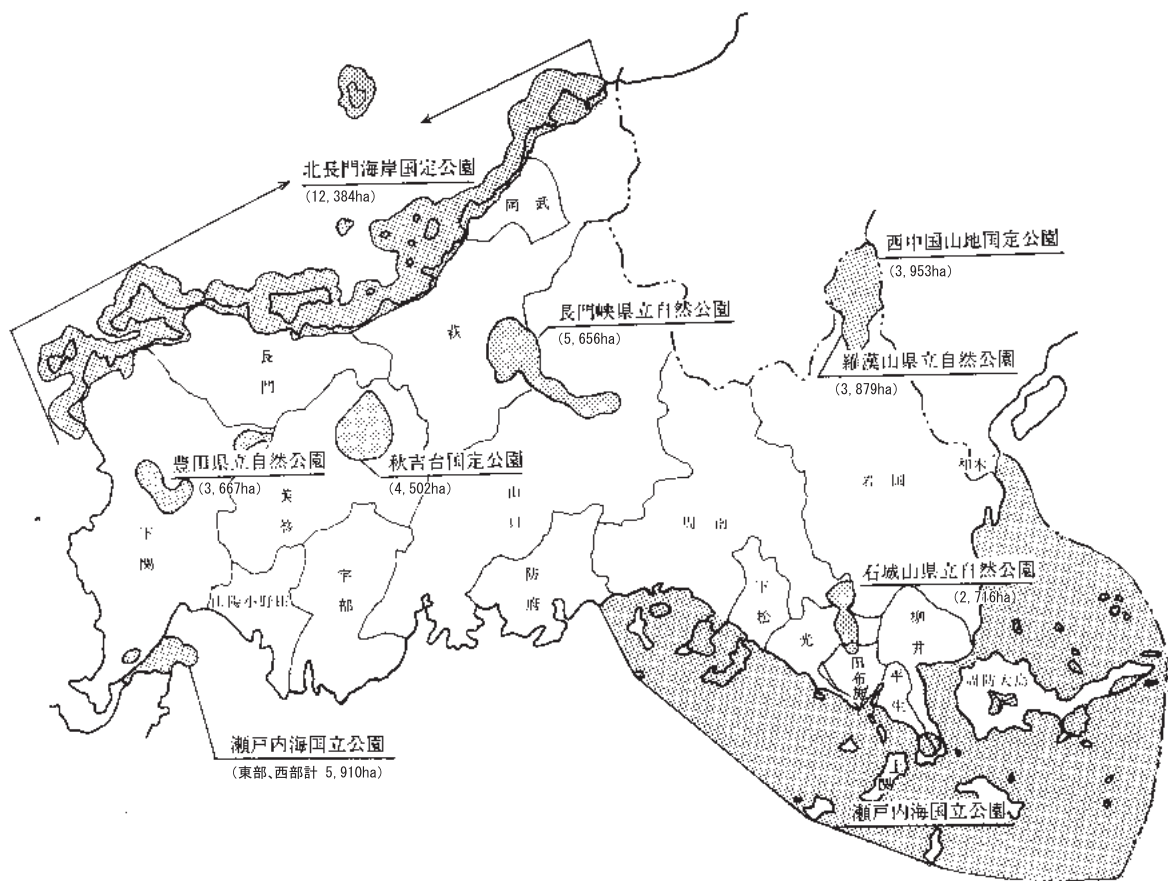 北長門海岸国定公園
(12,384ha)
阿武
西中国山地国定公園
(3,953ha)
長門峡県立自然公園
(5,656ha)
萩
羅漢山県立自然公園
(3,879ha)
長門
豊田県立自然公園
(3,667ha)
秋吉台国定公園
(4,502ha)
和木
岩国
美祢
山口
周南
下関
宇部
防府
山陽小野田
下松
石城山県立自然公園
(2,716ha)
柳井
光
田布施
平生
周防大島
上関
瀬戸内海国立公園
(東部、西部計 5,910ha)
瀬戸内海国立公園